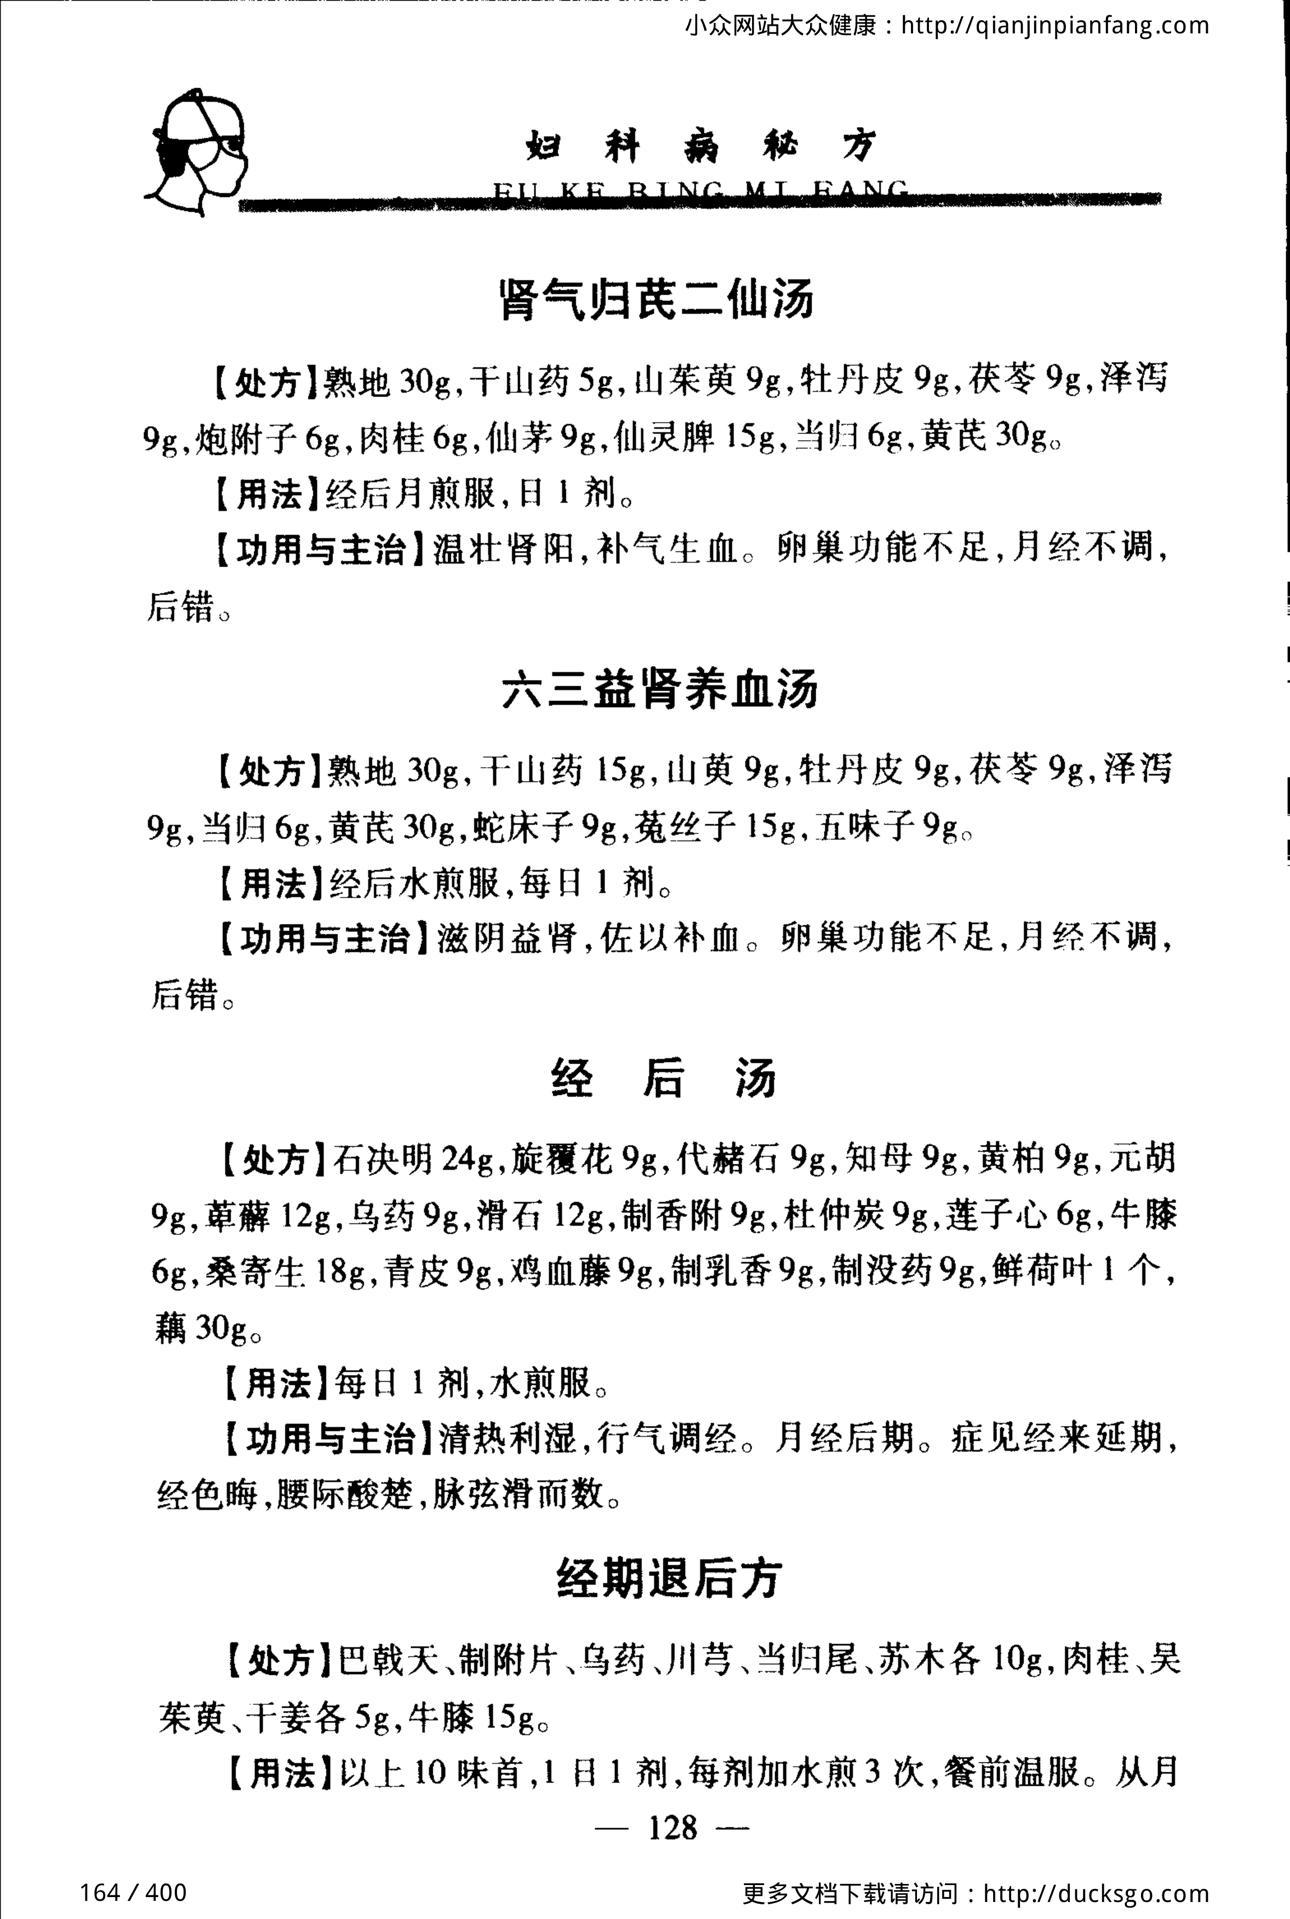 小众网站大众健康：http://qianjinpianfang.com
妇科病秘方
FU KE BING MI FANG
肾气归芪二仙汤
【处方】熟地 30g,干山药 5g,山茱萸 9g,牡丹皮 9g,茯苓 9g,泽泻
9g,炮附子 6g,肉桂 6g,仙茅 9g,仙灵脾 15g,当归 6g,黄芪 30g。
【用法】经后月煎服,日 1 剂。
【功用与主治】温壮肾阳,补气生血。卵巢功能不足,月经不调,
后错。
六三益肾养血汤
【处方】熟地 30g,干山药 15g,山萸 9g,牡丹皮 9g,茯苓 9g,泽泻
9g,当归 6g,黄芪 30g,蛇床子 9g,菟丝子 15g,五味子 9g。
【用法】经后水煎服,每日 1 剂。
【功用与主治】滋阴益肾,佐以补血。卵巢功能不足,月经不调,
后错。
经 后 汤
【处方】石决明 24g,旋覆花 9g,代赭石 9g,知母 9g,黄柏 9g,元胡
9g,萆薢 12g,乌药 9g,滑石 12g,制香附 9g,杜仲炭 9g,莲子心 6g,牛膝
6g,桑寄生 18g,青皮 9g,鸡血藤 9g,制乳香 9g,制没药 9g,鲜荷叶 1 个,
藕 30g。
【用法】每日 1 剂,水煎服。
【功用与主治】清热利湿,行气调经。月经后期。症见经来延期,
经色晦,腰际酸楚,脉弦滑而数。
经期退后方
【处方】巴戟天、制附片、乌药、川芎、当归尾、苏木各 10g,肉桂、吴
茱萸、干姜各 5g,牛膝 15g。
【用法】以上 10 味首,1 日 1 剂,每剂加水煎 3 次,餐前温服。从月
— 128 —
164 / 400
更多文档下载请访问：http://ducksgo.com